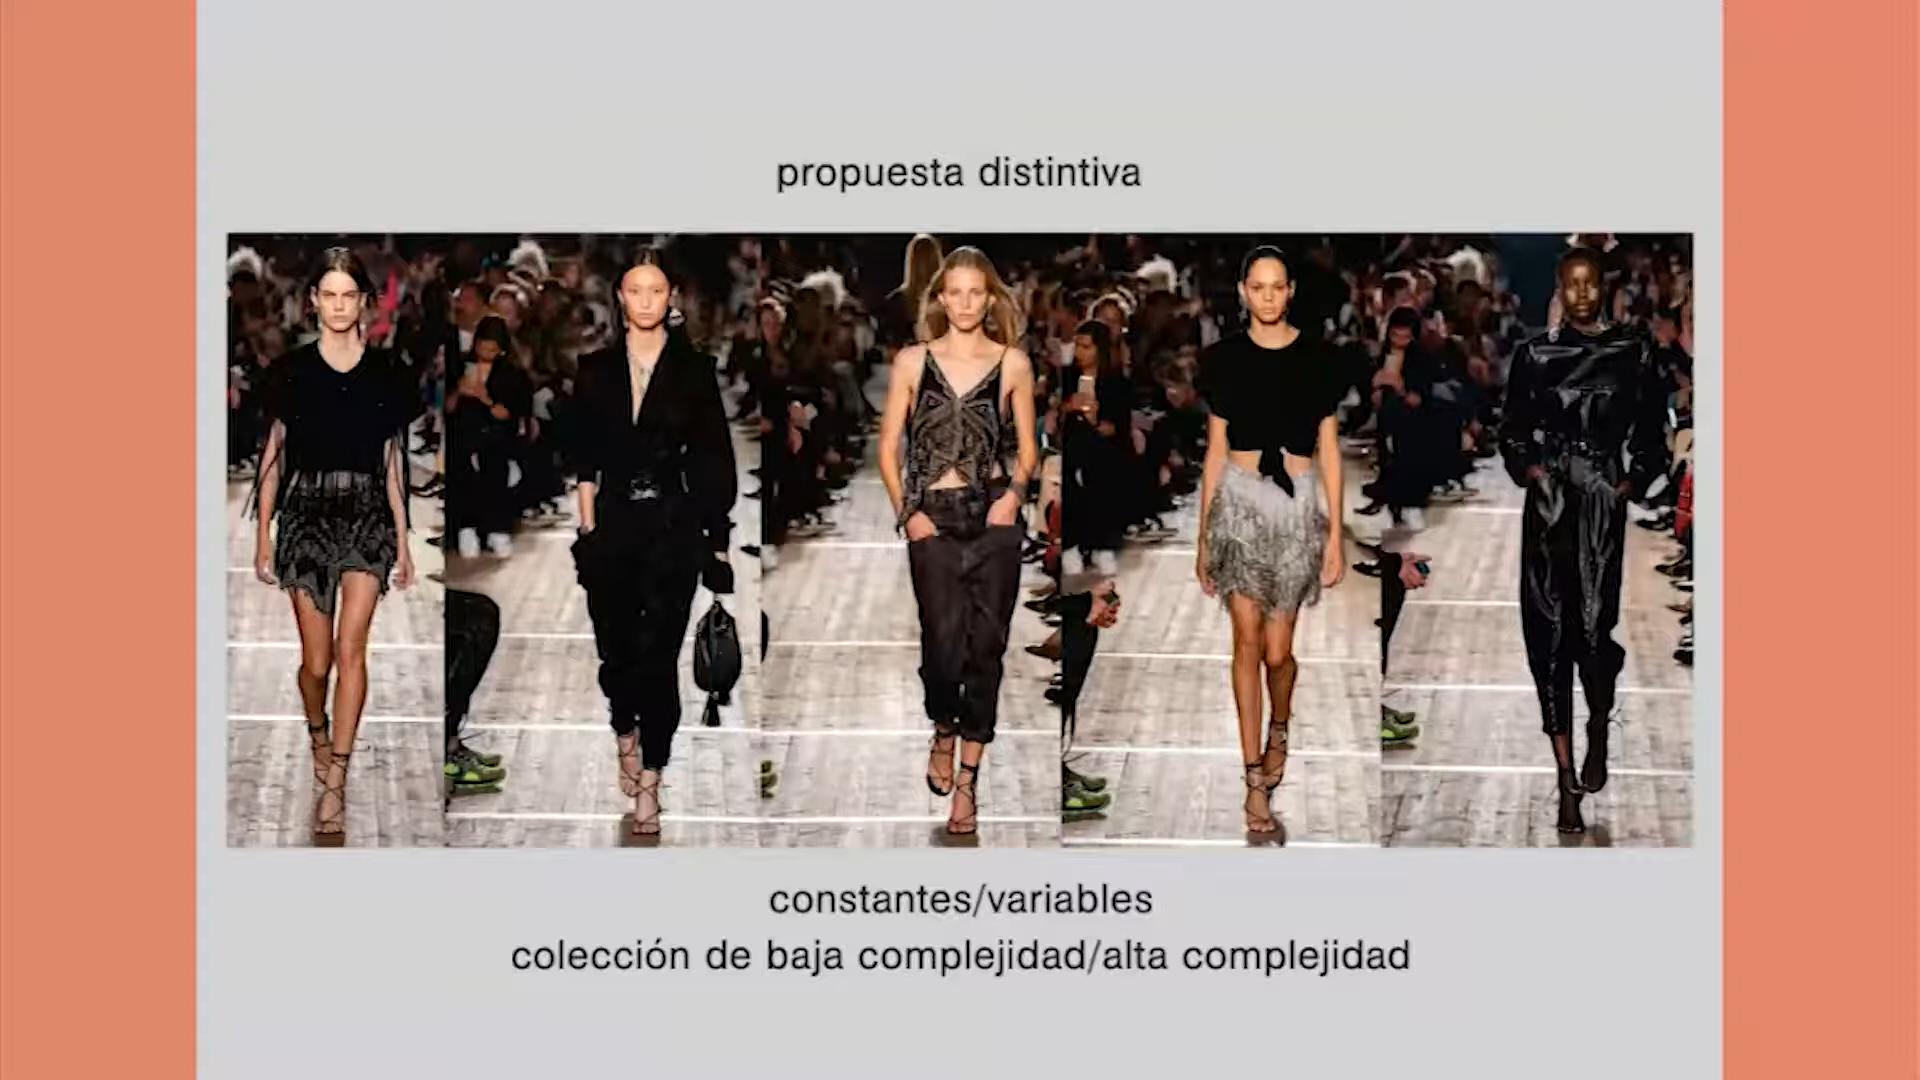 propuesta distintiva
constantes/variables
colección de baja complejidad/alta complejidad